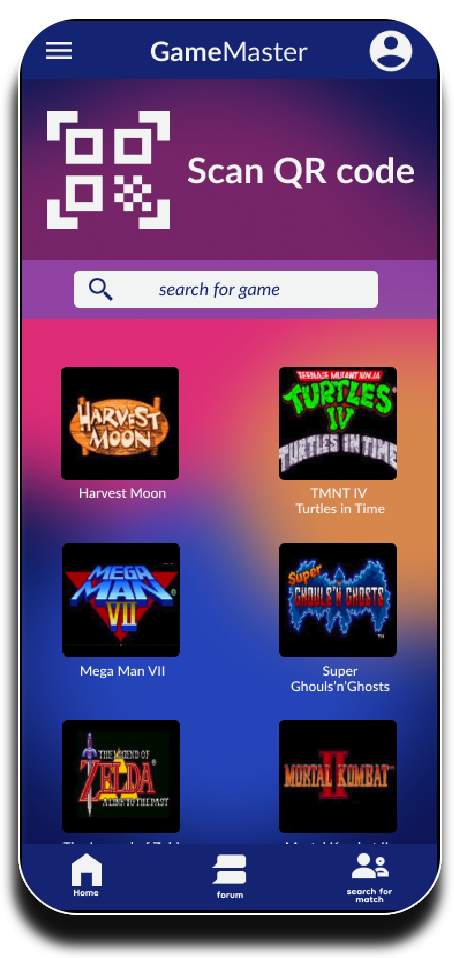 GameMaster
Scan QR code
search for game
HARVEST
MOON
TEENAGE MUTANT NINJA
TURTLES
IV
TURTLES IN TIME
Harvest Moon
TMNT IV
Turtles in Time
MEGA
MAN
VII
Super
GHOULS'N GHOSTS
TM
Mega Man VII
Super
Ghouls'n'Ghosts
THE LEGEND OF
ZELDA
A LINK TO THE PAST
MORTAL KOMBAT
II
Home
forum
search for
match